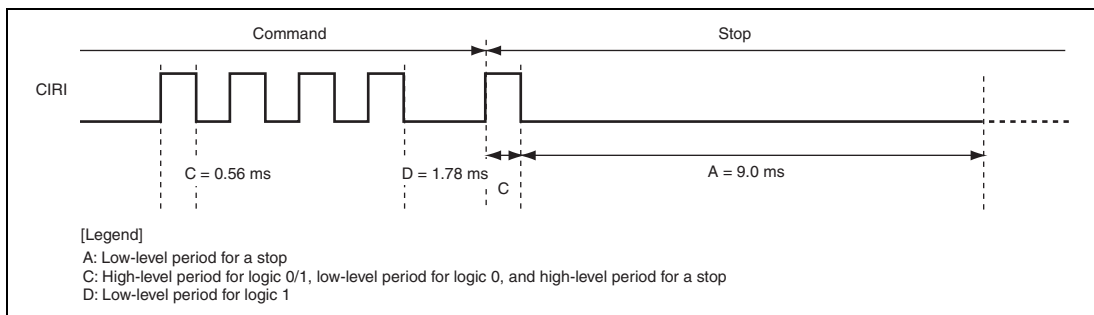 Command
Stop
CIRI
C = 0.56 ms
D = 1.78 ms
C
A = 9.0 ms
[Legend]
A: Low-level period for a stop
C: High-level period for logic 0/1, low-level period for logic 0, and high-level period for a stop
D: Low-level period for logic 1